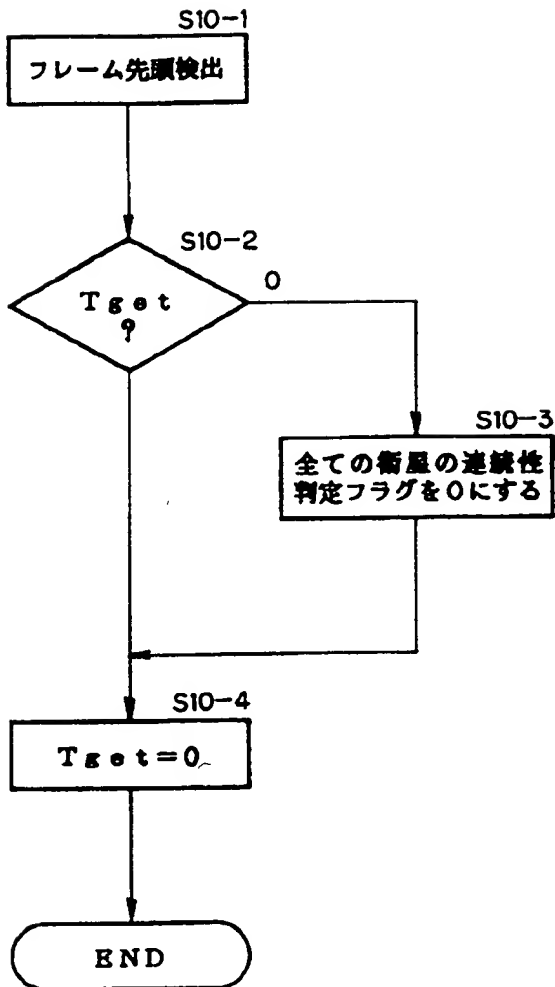 S10-1
フレーム先頭検出
S10-2
Tget
?
0
S10-3
全ての衛星の連続性
判定フラグを0にする
S10-4
Tget=0
END